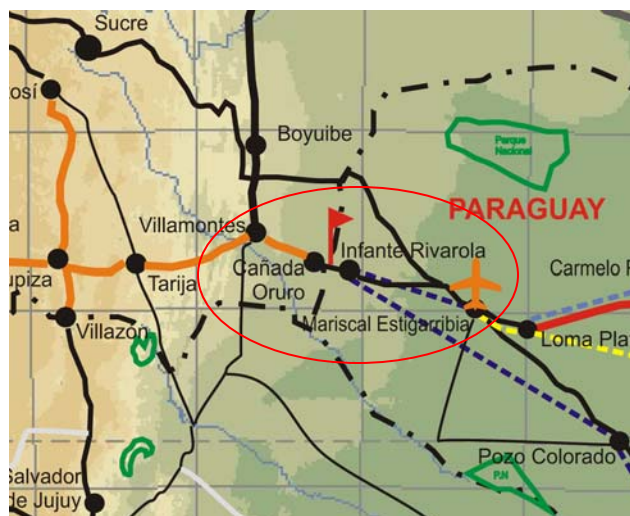 Sucre
osí
Boyuibe
Parque
Nacional
PARAGUAY
Villamontes
a
Infante Rivarola
Cañada
Oruro
Carmelo P
upiza
Tarija
Villazón
Mariscal Estigarribia
Loma Pla
Pozo Colorado
P.N
Salvador
de Jujuy